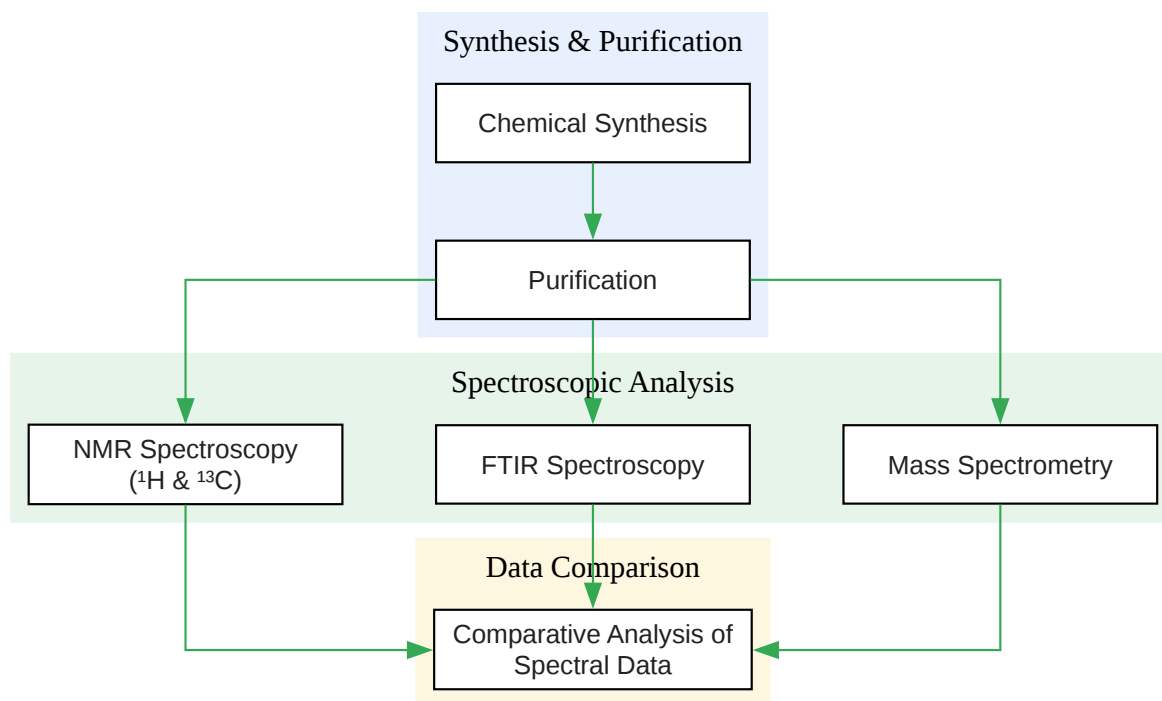 Synthesis & Purification
Chemical Synthesis
Purification
Spectroscopic Analysis
NMR Spectroscopy
(¹H & ¹³C)
FTIR Spectroscopy
Mass Spectrometry
Data Comparison
Comparative Analysis of
Spectral Data